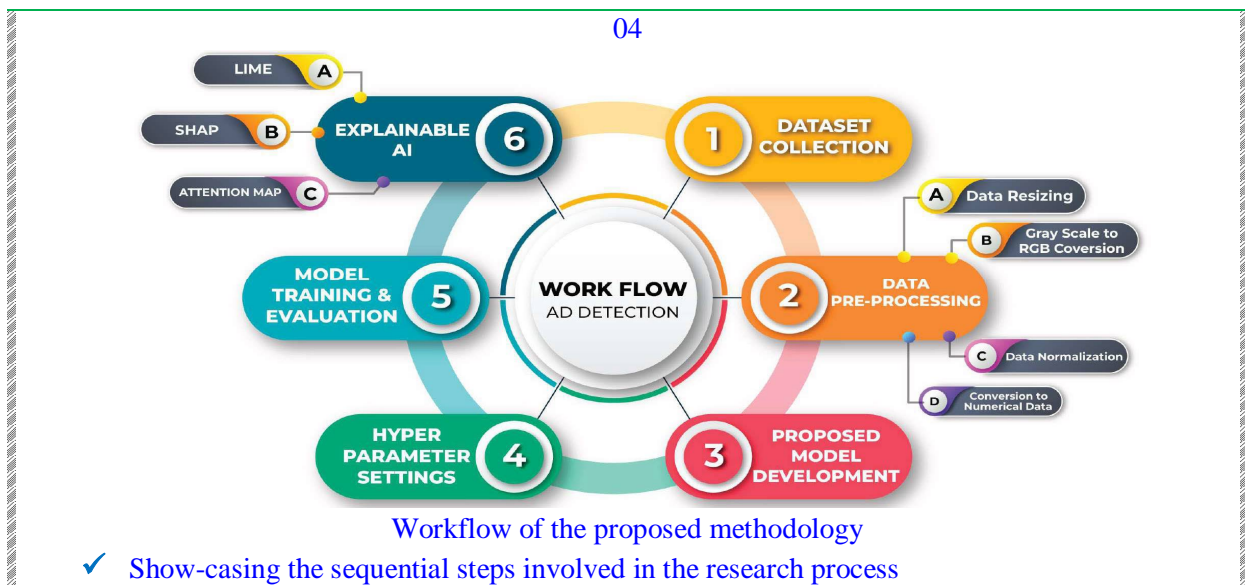 04
LIME
A
SHAP
B
ATTENTION MAP
C
EXPLAINABLE
AI
6
1
DATASET
COLLECTION
A
Data Resizing
B
Gray Scale to
RGB Coversion
2
DATA
PRE-PROCESSING
C
Data Normalization
D
Conversion to
Numerical Data
3
PROPOSED
MODEL
DEVELOPMENT
HYPER
PARAMETER
SETTINGS
4
MODEL
TRAINING &
EVALUATION
5
WORK FLOW
AD DETECTION
Workflow of the proposed methodology
✓ Show-casing the sequential steps involved in the research process